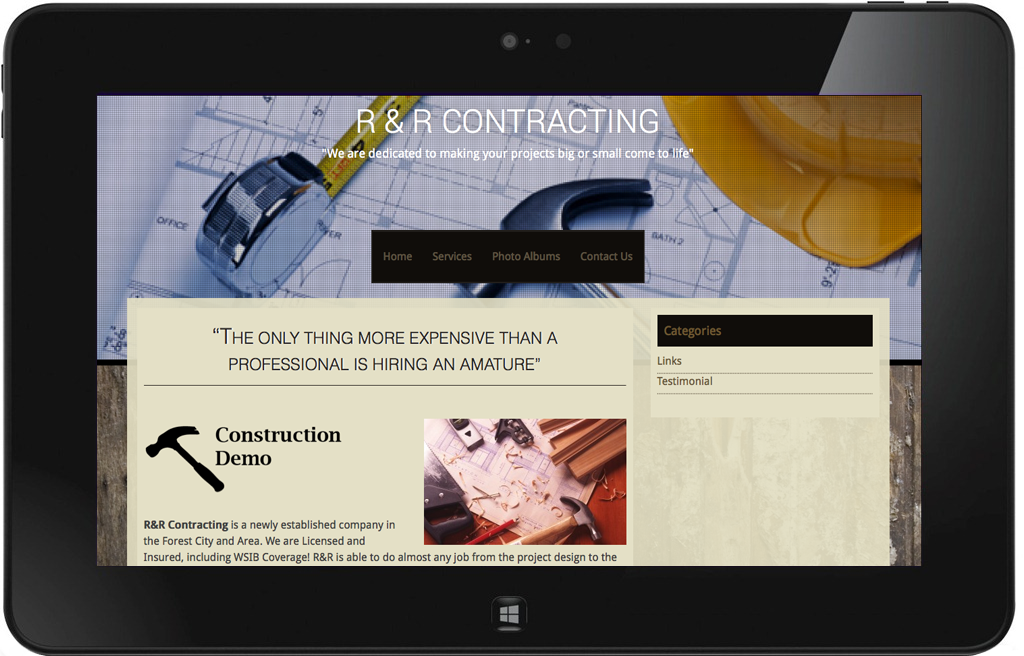 R & R CONTRACTING
"We are dedicated to making your projects big or small come to life"
OFFICE
BATH 2
Home Services Photo Albums Contact Us
“THE ONLY THING MORE EXPENSIVE THAN A
PROFESSIONAL IS HIRING AN AMATURE”
Categories
Links
Testimonial
Construction
Demo
R&R Contracting is a newly established company in
the Forest City and Area. We are Licensed and
Insured, including WSIB Coverage! R&R is able to do almost any job from the project design to the